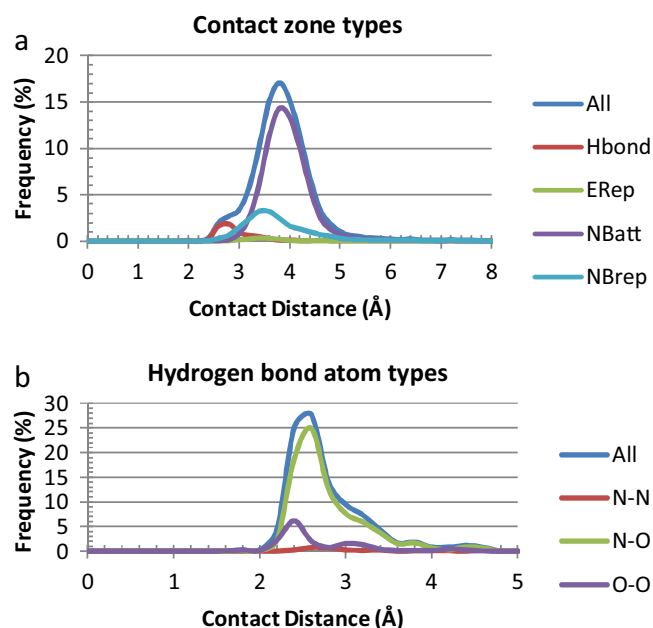 a
Contact zone types
Frequency (%)
20
15
10
5
0
0 1 2 3 4 5 6 7 8
Contact Distance (Å)
All
Hbond
ERep
NBatt
NBrep
b
Hydrogen bond atom types
Frequency (%)
30
25
20
15
10
5
0
0 1 2 3 4 5
Contact Distance (Å)
All
N-N
N-O
O-O